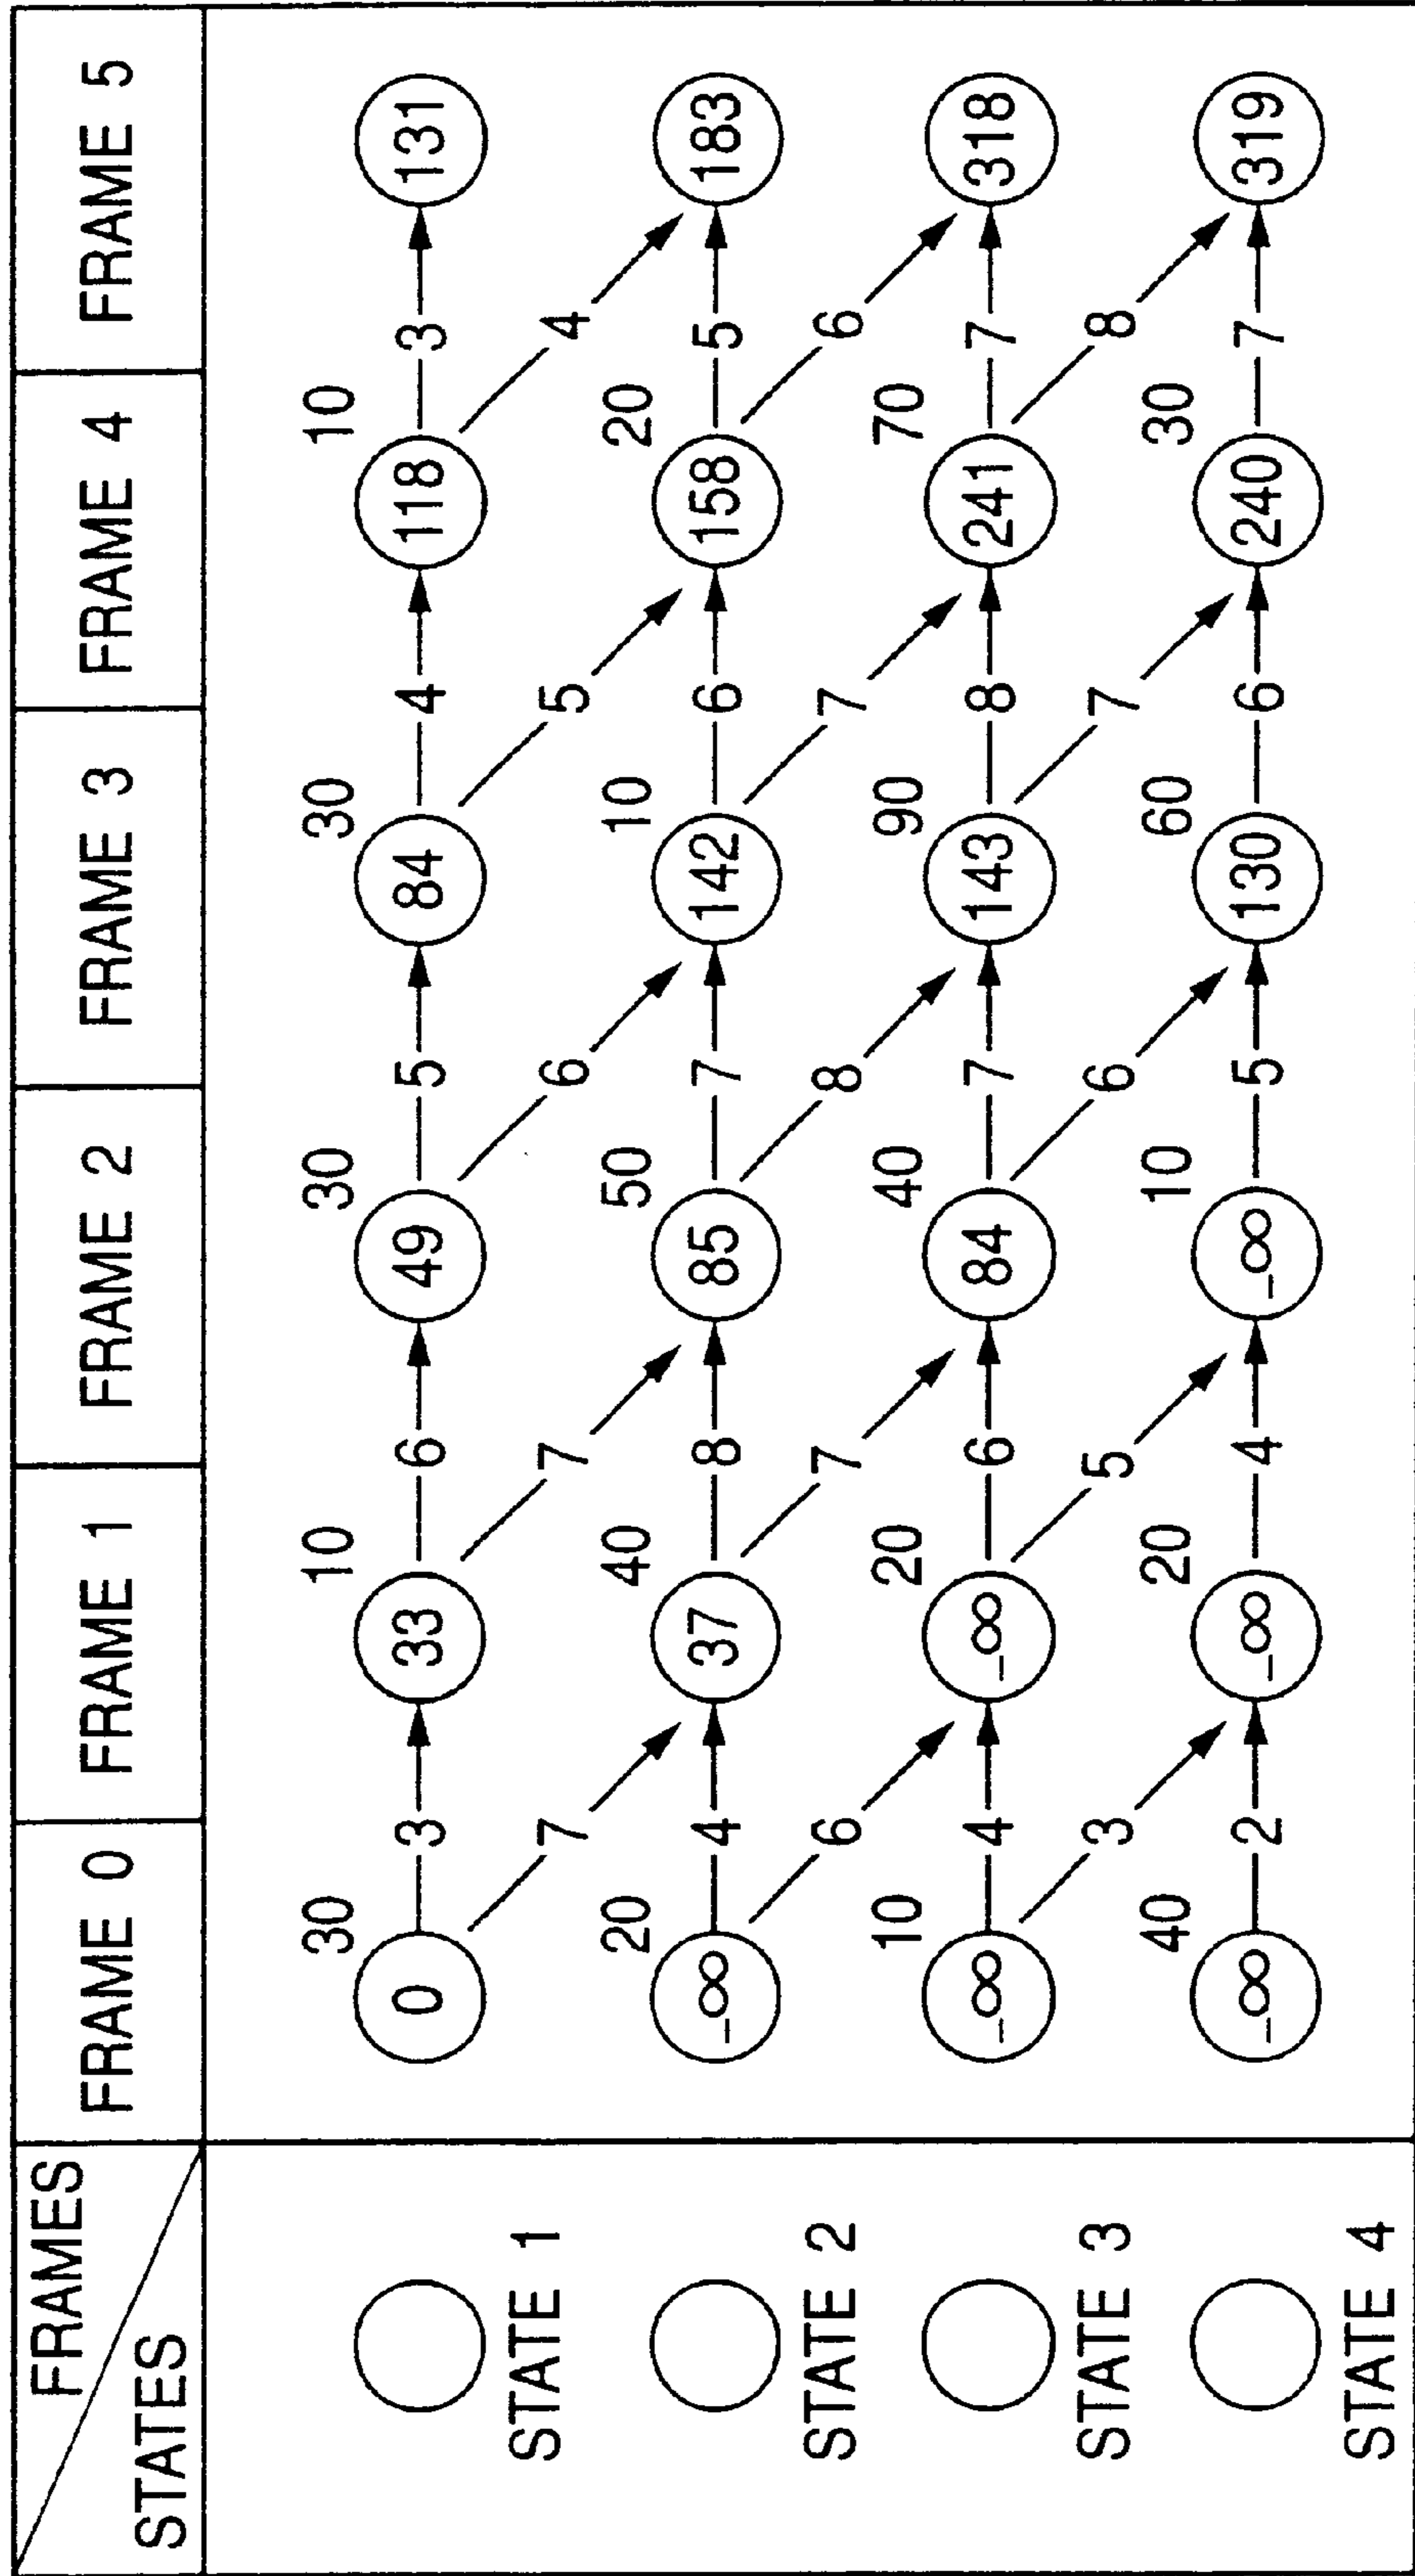 FRAMES
STATES
FRAME 0 FRAME 1 FRAME 2 FRAME 3 FRAME 4 FRAME 5
30 10 30 30 10
0 3 33 6 49 5 84 4 118 3 131
STATE 1
7 7 6 5 4
20 40 50 10 20
-∞ 4 37 8 85 7 142 6 158 5 183
STATE 2
6 7 8 7 6
10 20 40 90 70
-∞ 4 -∞ 6 84 7 143 8 241 7 318
STATE 3
3 5 6 7 8
40 20 10 60 30
-∞ 2 -∞ 4 -∞ 5 130 6 240 7 319
STATE 4